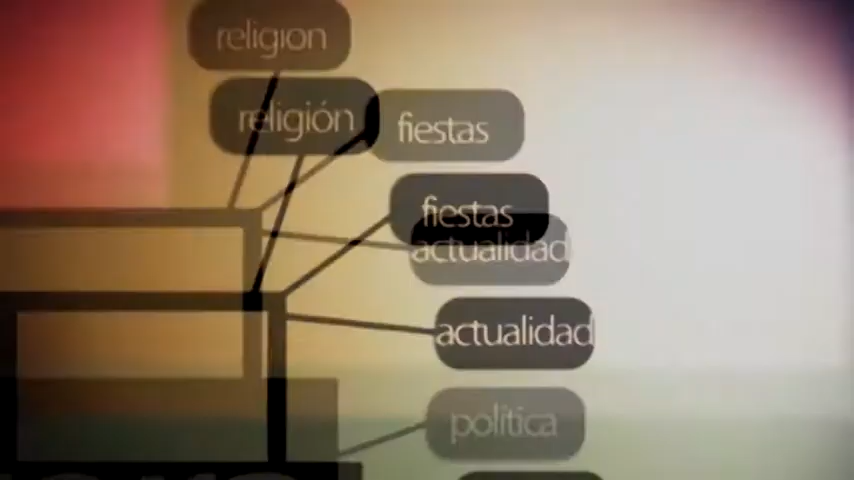 religion
religión
fiestas
fiestas
actualidad
actualidad
política